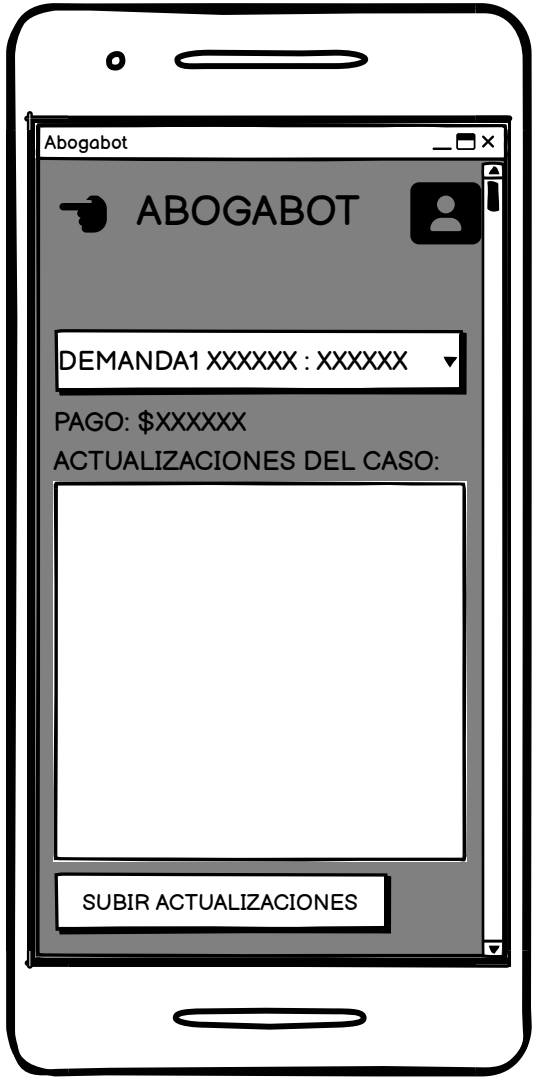 Abogabot
ABOGABOT
DEMANDA1 XXXXXX : XXXXXX
PAGO: $XXXXXX
ACTUALIZACIONES DEL CASO:
SUBIR ACTUALIZACIONES